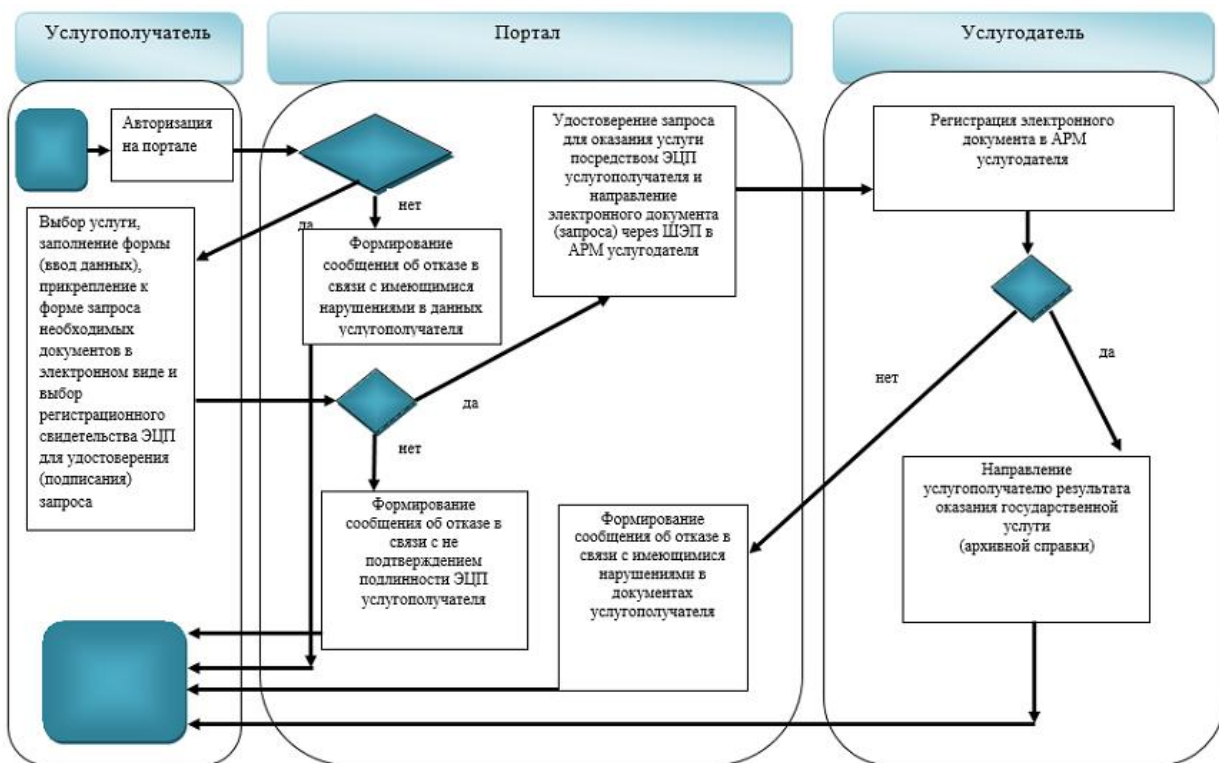 Услугополучатель
Портал
Услугодатель
Авторизация
на портале
Удостоверение запроса
для оказания услуги
посредством ЭЦП
услугополучателя и
направление
электронного документа
(запроса) через ШЭП в
АРМ услугодателя
Регистрация электронного
документа в АРМ
услугодателя
нет
да
Выбор услуги,
заполнение формы
(ввод данных),
прикрепление к
форме запроса
необходимых
документов в
электронном виде и
выбор
регистрационного
свидетельства ЭЦП
для удостоверения
(подписания)
запроса
Формирование
сообщения об отказе в
связи с имеющимися
нарушениями в данных
услугополучателя
да
нет
нет
да
Формирование
сообщения об отказе в
связи с не
подтверждением
подлинности ЭЦП
услугополучателя
Формирование
сообщения об отказе в
связи с имеющимися
нарушениями в
документах
услугополучателя
Направление
услугополучателю результата
оказания государственной
услуги
(архивной справки)